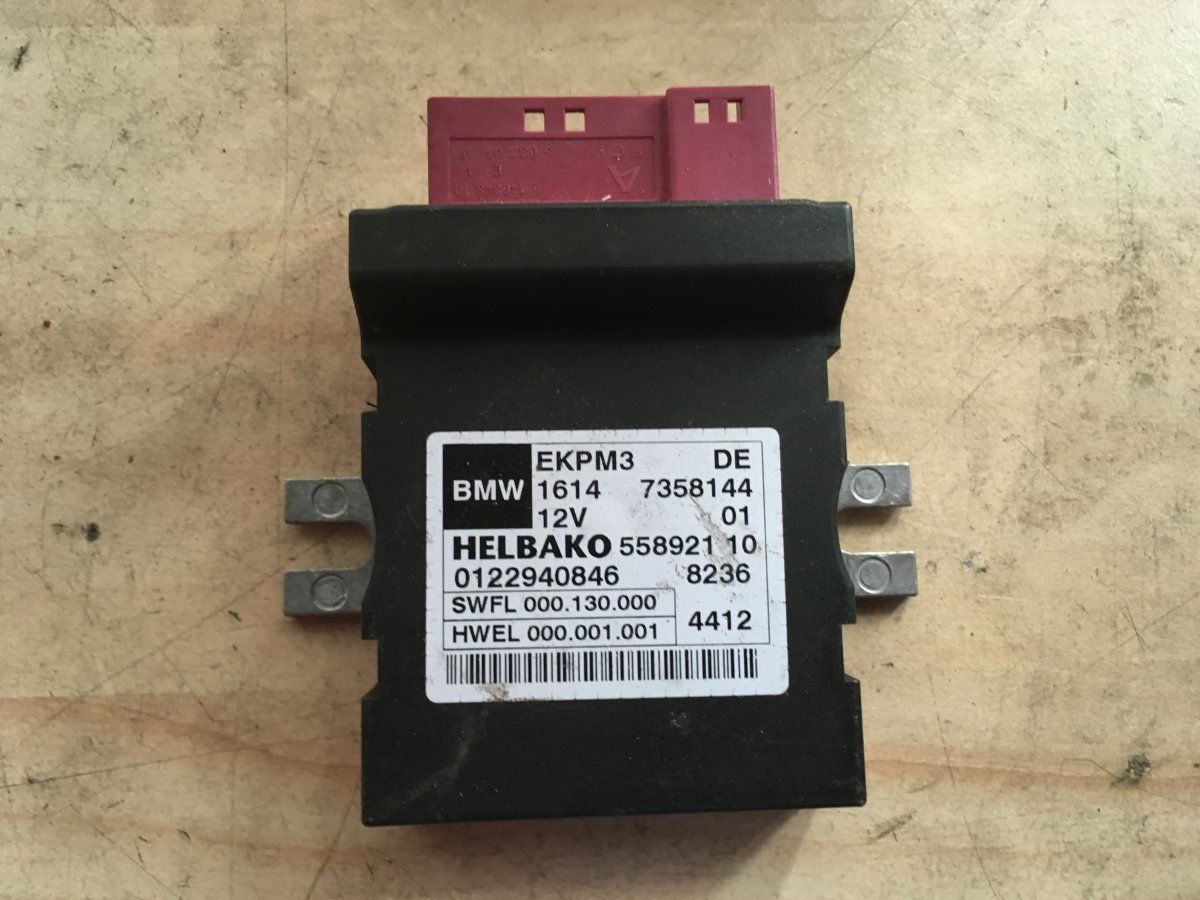 EKPM3 DE
BMW 1614 7358144
12V 01
HELBAKO 558921 10
0122940846 8236
SWFL 000.130.000
HWEL 000.001.001 4412